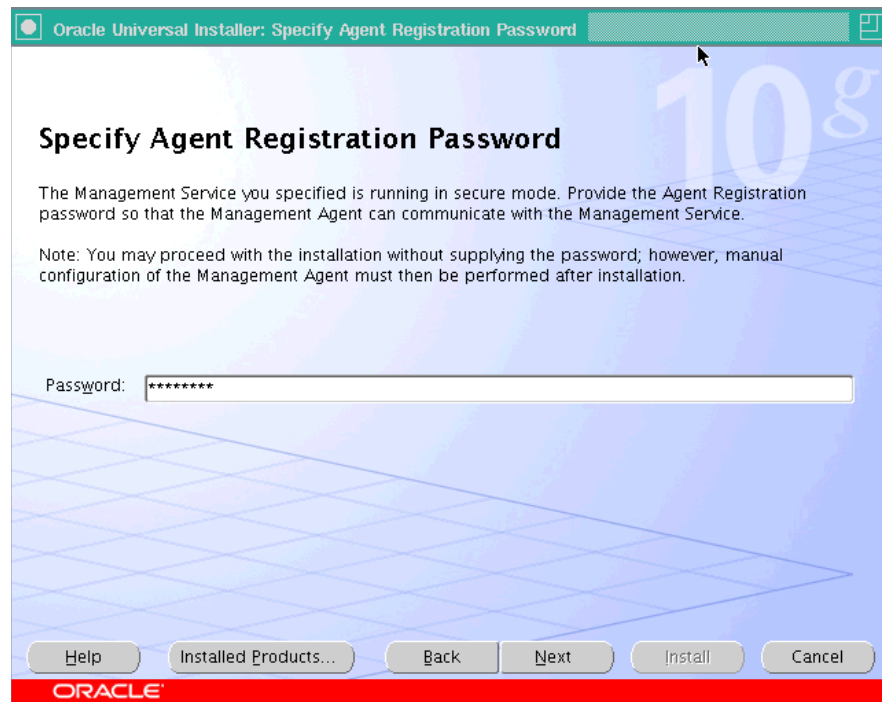 Oracle Universal Installer: Specify Agent Registration Password
10g
Specify Agent Registration Password
The Management Service you specified is running in secure mode. Provide the Agent Registration
password so that the Management Agent can communicate with the Management Service.
Note: You may proceed with the installation without supplying the password; however, manual
configuration of the Management Agent must then be performed after installation.
Password: ********
Help Installed Products... Back Next Install Cancel
ORACLE